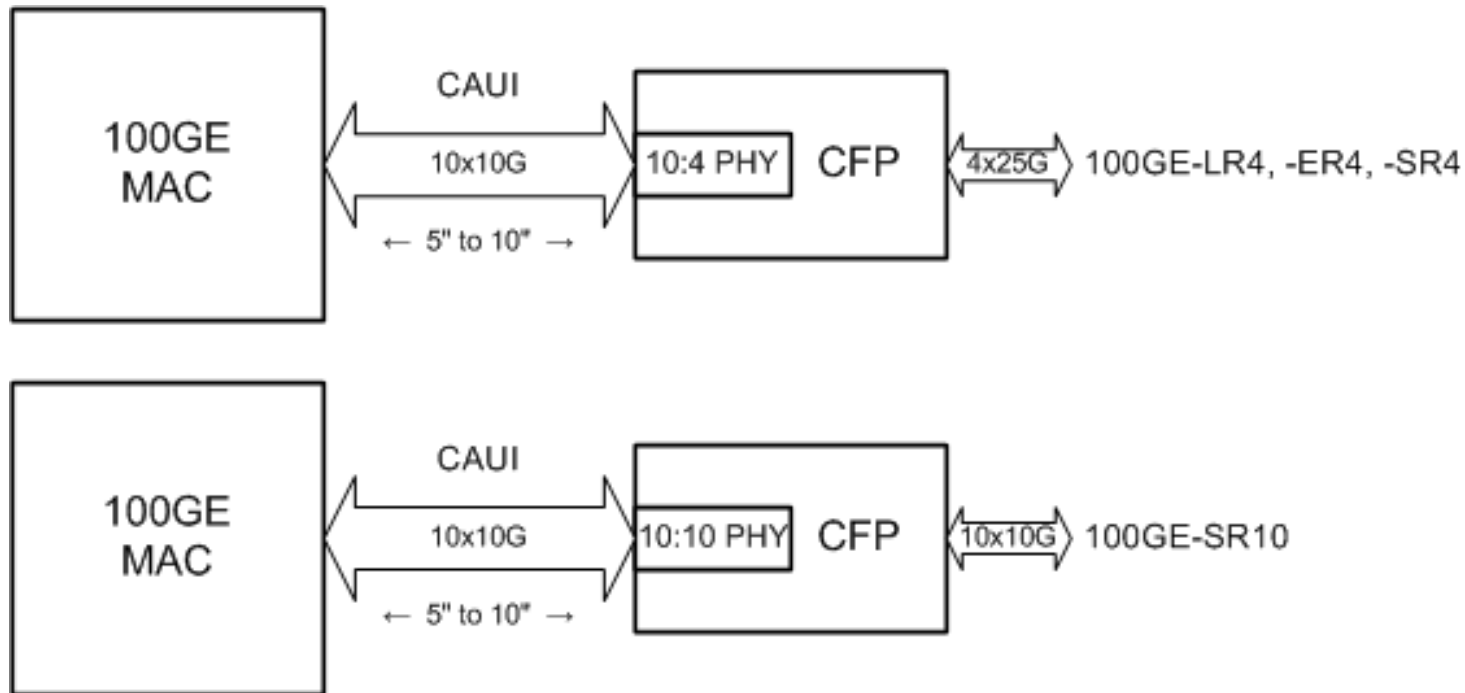 100GE
MAC
CAUI
10x10G
← 5" to 10" →
10:4 PHY
CFP
4x25G
100GE-LR4, -ER4, -SR4
100GE
MAC
CAUI
10x10G
← 5" to 10" →
10:10 PHY
CFP
10x10G
100GE-SR10